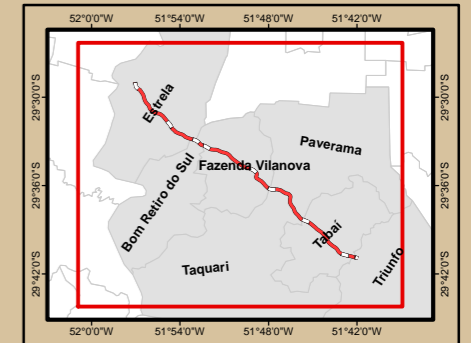 52°0'0"W 51°54'0"W 51°48'0"W 51°42'0"W
29°30'0"S
29°36'0"S
29°42'0"S
Estrela
Paverama
Fazenda Vilanova
Bom Retiro do Sul
Tabaí
Taquari
Triunfo
52°0'0"W 51°54'0"W 51°48'0"W 51°42'0"W
29°30'0"S
29°36'0"S
29°42'0"S